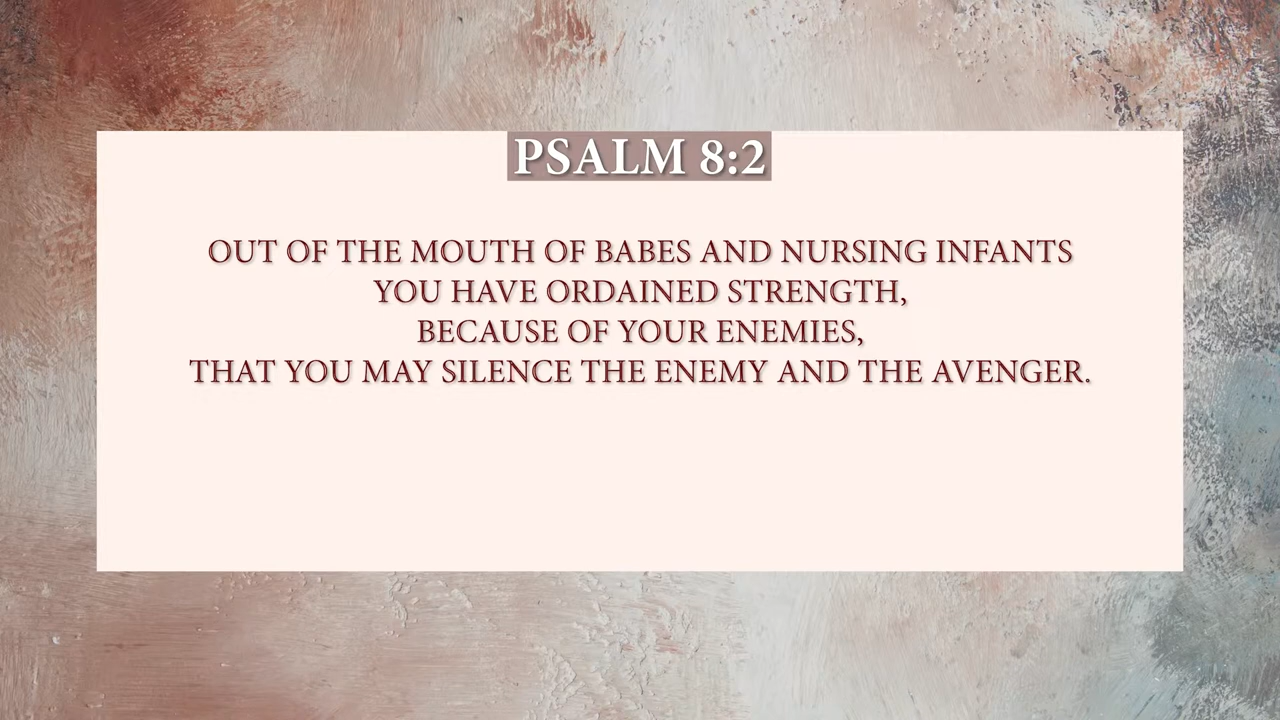 PSALM 8:2
OUT OF THE MOUTH OF BABES AND NURSING INFANTS
YOU HAVE ORDAINED STRENGTH,
BECAUSE OF YOUR ENEMIES,
THAT YOU MAY SILENCE THE ENEMY AND THE AVENGER.